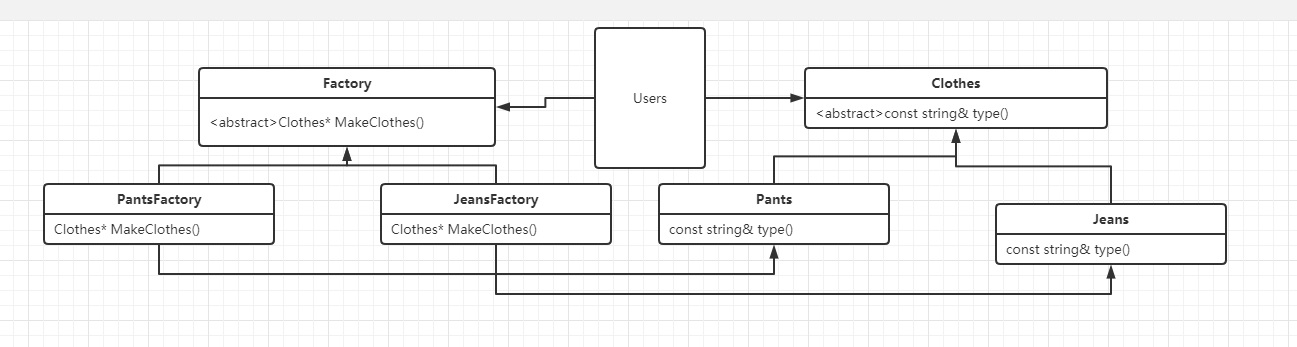 Users
Factory
<abstract>Clothes* MakeClothes()
Clothes
<abstract>const string& type()
PantsFactory
Clothes* MakeClothes()
JeansFactory
Clothes* MakeClothes()
Pants
const string& type()
Jeans
const string& type()